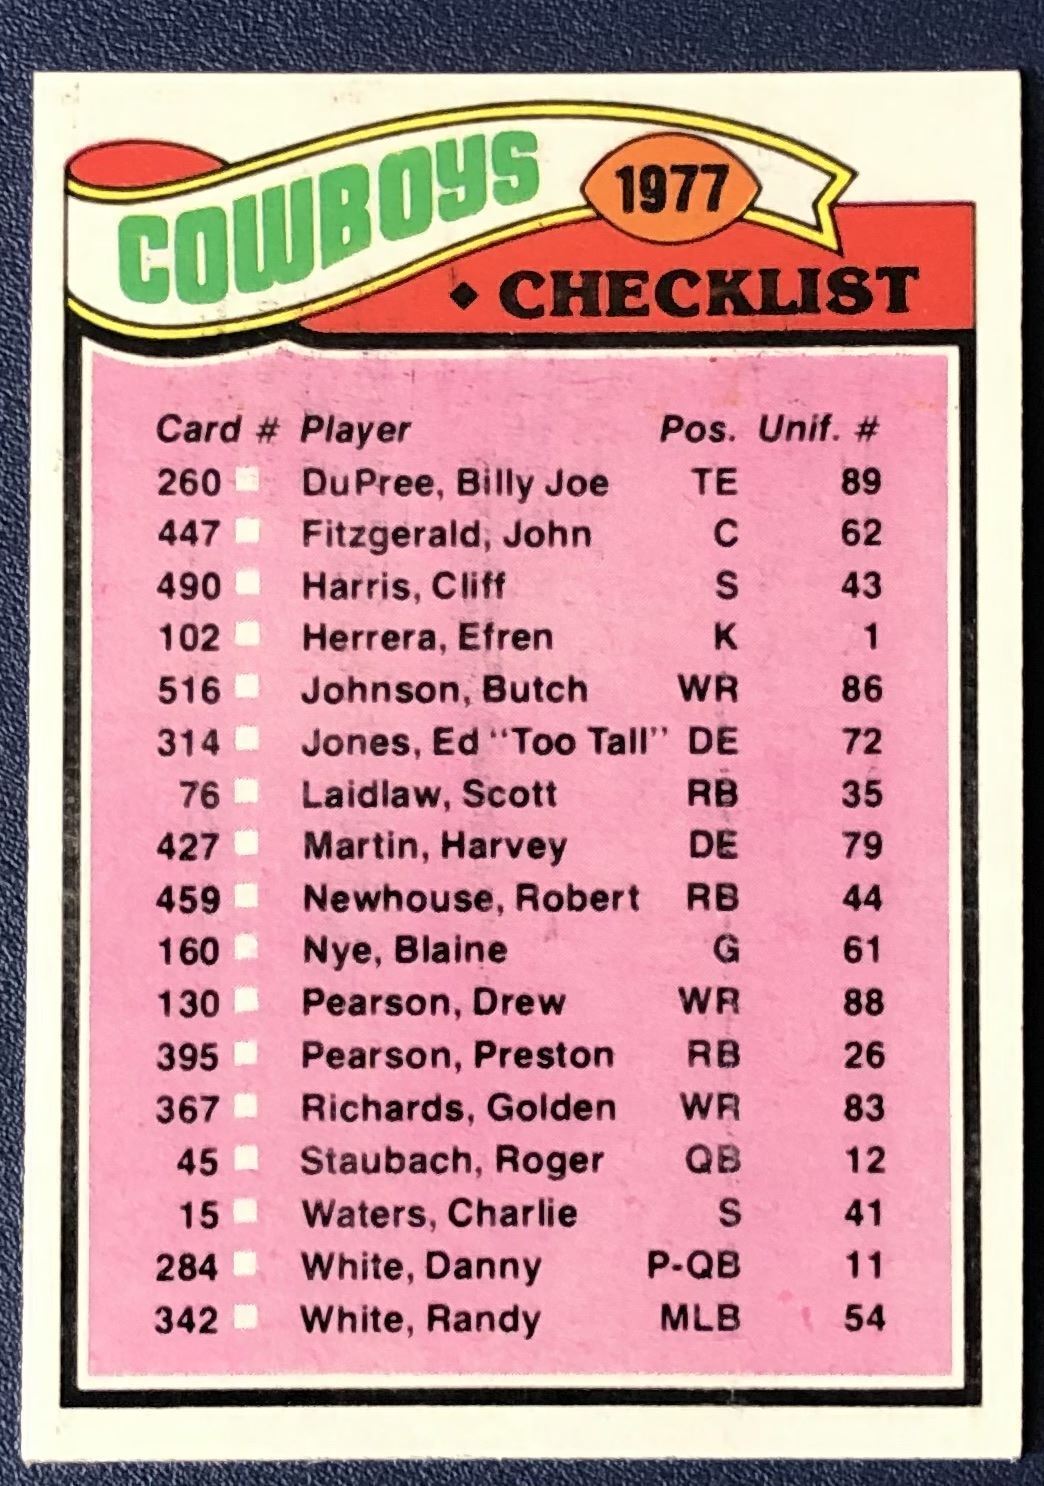 COWBOYS
1977
◆ CHECKLIST
Card # Player Pos. Unif. #
260 DuPree, Billy Joe TE 89
447 Fitzgerald, John C 62
490 Harris, Cliff S 43
102 Herrera, Efren K 1
516 Johnson, Butch WR 86
314 Jones, Ed "Too Tall" DE 72
76 Laidlaw, Scott RB 35
427 Martin, Harvey DE 79
459 Newhouse, Robert RB 44
160 Nye, Blaine G 61
130 Pearson, Drew WR 88
395 Pearson, Preston RB 26
367 Richards, Golden WR 83
45 Staubach, Roger QB 12
15 Waters, Charlie S 41
284 White, Danny P-QB 11
342 White, Randy MLB 54